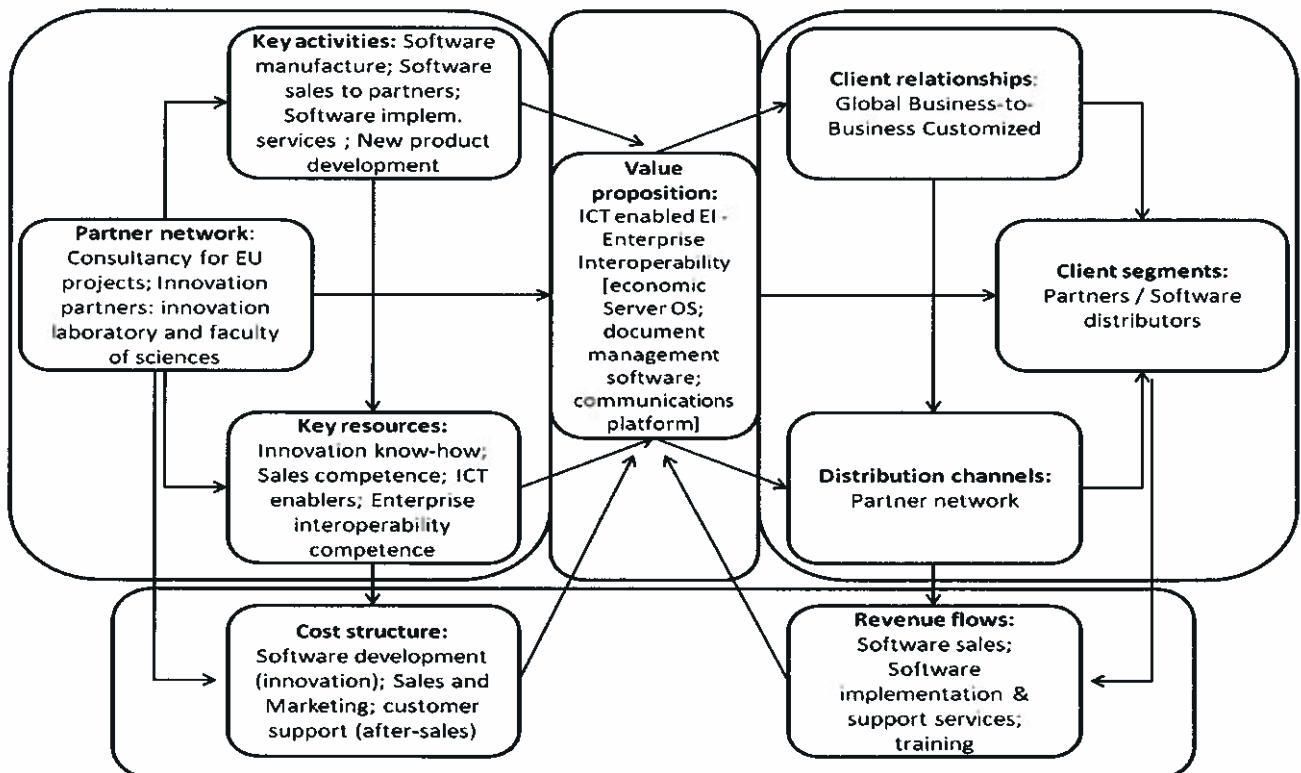 Key activities: Software
manufacture; Software
sales to partners;
Software implem.
services ; New product
development
Partner network:
Consultancy for EU
projects; Innovation
partners: innovation
laboratory and faculty
of sciences
Key resources:
Innovation know-how;
Sales competence; ICT
enablers; Enterprise
interoperability
competence
Cost structure:
Software development
(innovation); Sales and
Marketing; customer
support (after-sales)
Value
proposition:
ICT enabled EI -
Enterprise
Interoperability
[economic
Server OS;
document
management
software;
communications
platform]
Client relationships:
Global Business-to-
Business Customized
Client segments:
Partners / Software
distributors
Distribution channels:
Partner network
Revenue flows:
Software sales;
Software
implementation &
support services;
training